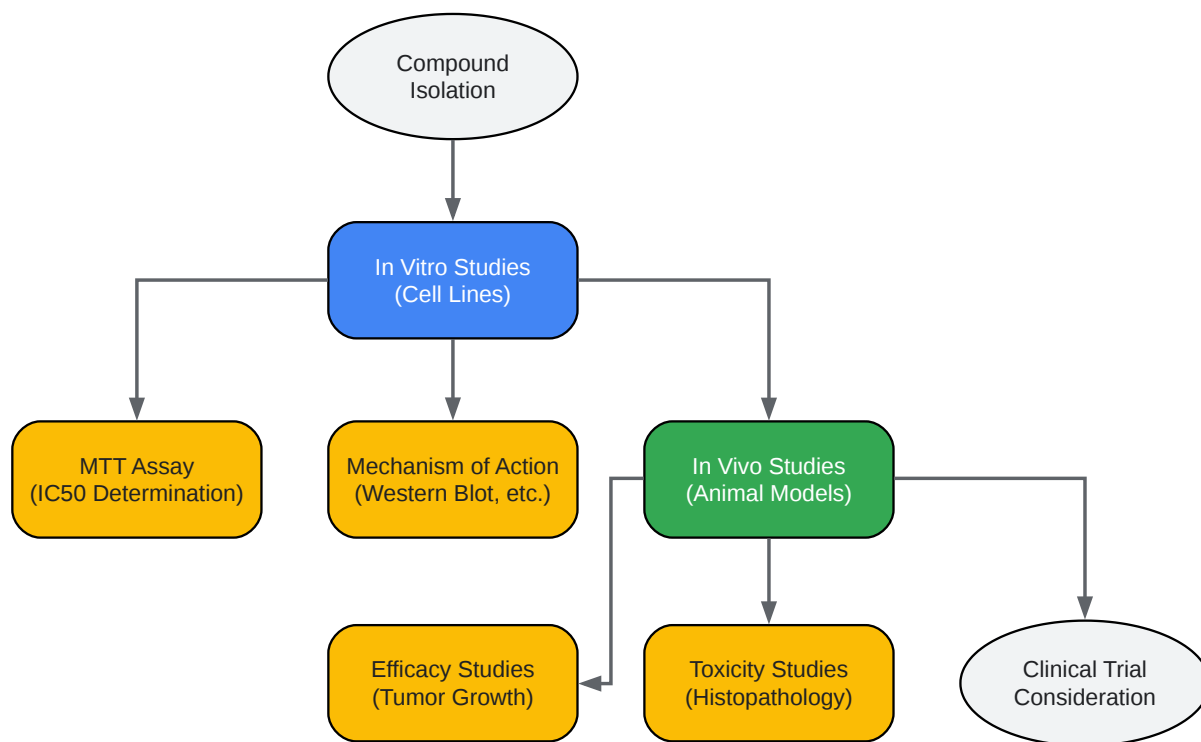 Compound
Isolation
In Vitro Studies
(Cell Lines)
MTT Assay
(IC50 Determination)
Mechanism of Action
(Western Blot, etc.)
In Vivo Studies
(Animal Models)
Efficacy Studies
(Tumor Growth)
Toxicity Studies
(Histopathology)
Clinical Trial
Consideration